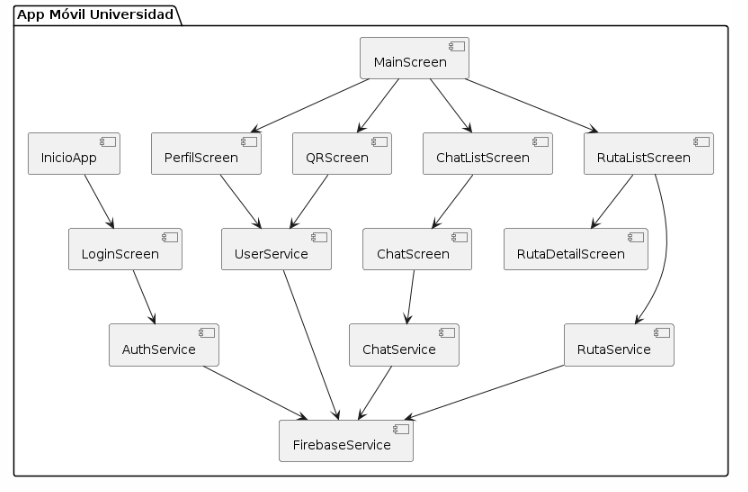 App Móvil Universidad
MainScreen
InicioApp
PerfilScreen
QRScreen
ChatListScreen
RutaListScreen
LoginScreen
UserService
ChatScreen
RutaDetailScreen
AuthService
ChatService
RutaService
FirebaseService